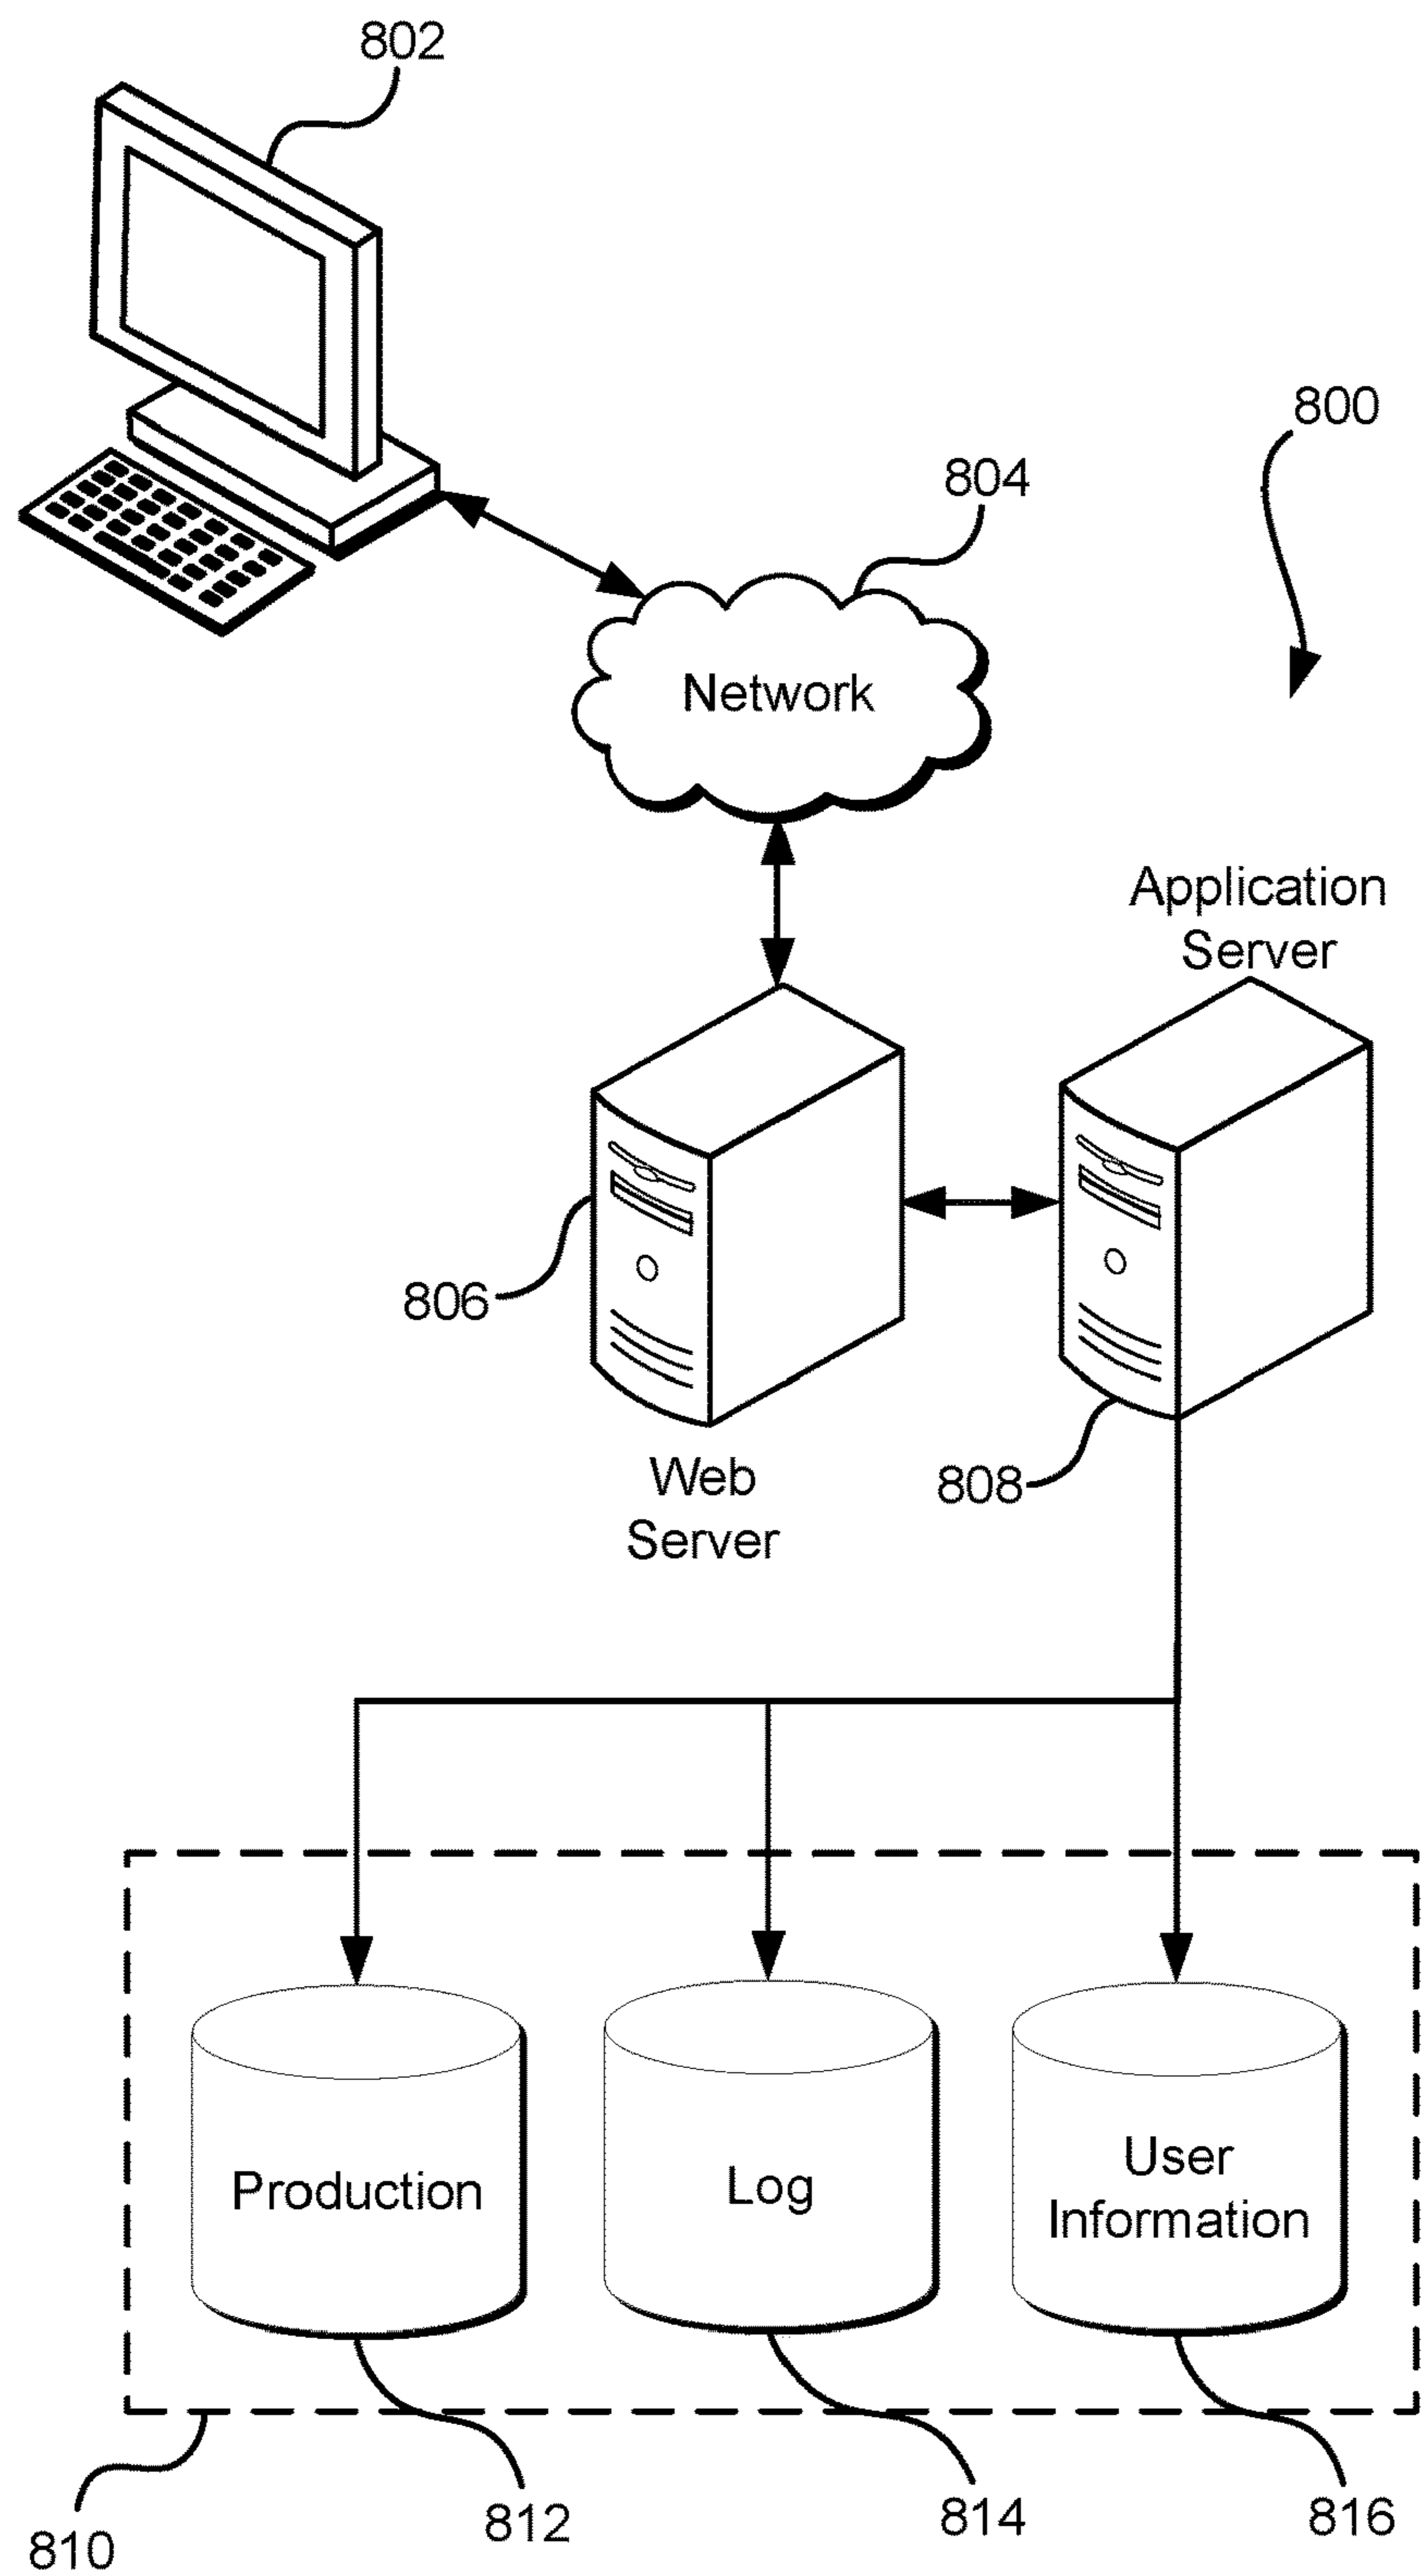 802
800
804
Network
Application
Server
806
808
Web
Server
Production
Log
User
Information
810
812
814
816